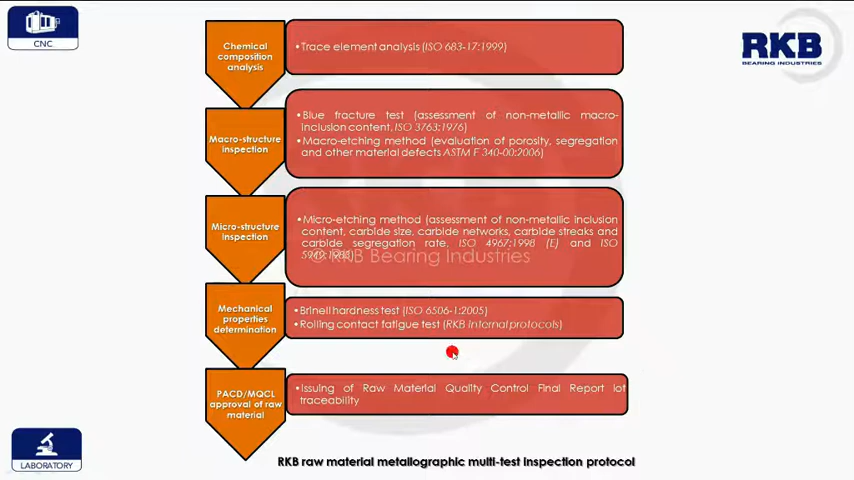 CNC
RKB
BEARING INDUSTRIES
Chemical
composition
analysis
•Trace element analysis (ISO 683-17:1999)
Macro-structure
inspection
•Blue fracture test (assessment of non-metallic macro-
inclusion content, ISO 3763:1976)
•Macro-etching method (evaluation of porosity, segregation
and other material defects ASTM F 340-00:2006)
Micro-structure
inspection
•Micro-etching method (assessment of non-metallic inclusion
content, carbide size, carbide networks, carbide streaks and
carbide segregation rate, ISO 4967:1998 (E) and ISO
5949:1983)
© RKB Bearing Industries
Mechanical
properties
determination
•Brinell hardness test (ISO 6506-1:2005)
•Rolling contact fatigue test (RKB internal protocols)
PACD/MQCL
approval of raw
material
•Issuing of Raw Material Quality Control Final Report lot
traceability
LABORATORY
RKB raw material metallographic multi-test inspection protocol